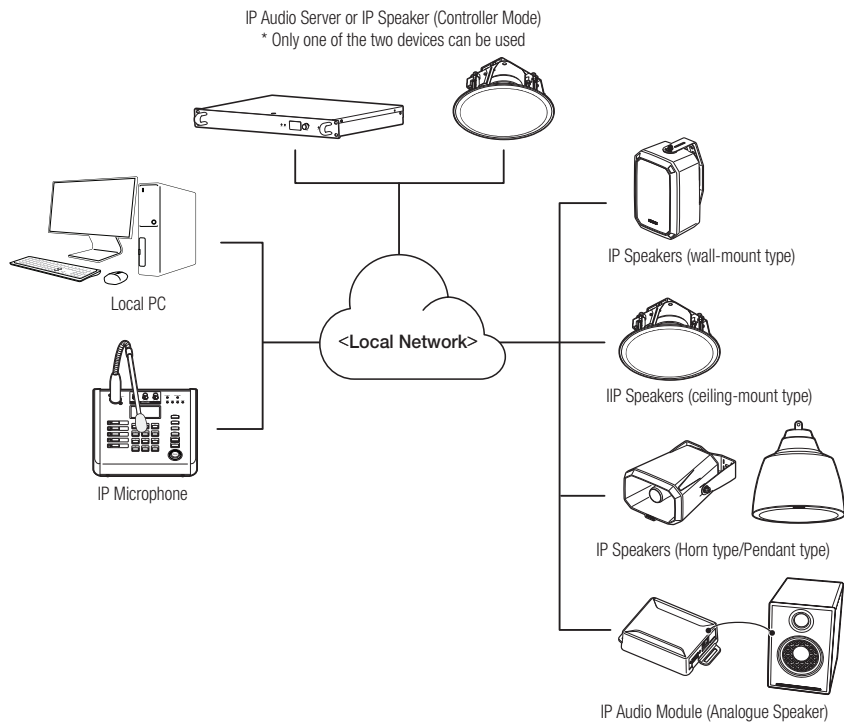 IP Audio Server or IP Speaker (Controller Mode)
* Only one of the two devices can be used
Local PC
IP Microphone
<Local Network>
IP Speakers (wall-mount type)
IIP Speakers (ceiling-mount type)
IP Speakers (Horn type/Pendant type)
IP Audio Module (Analogue Speaker)